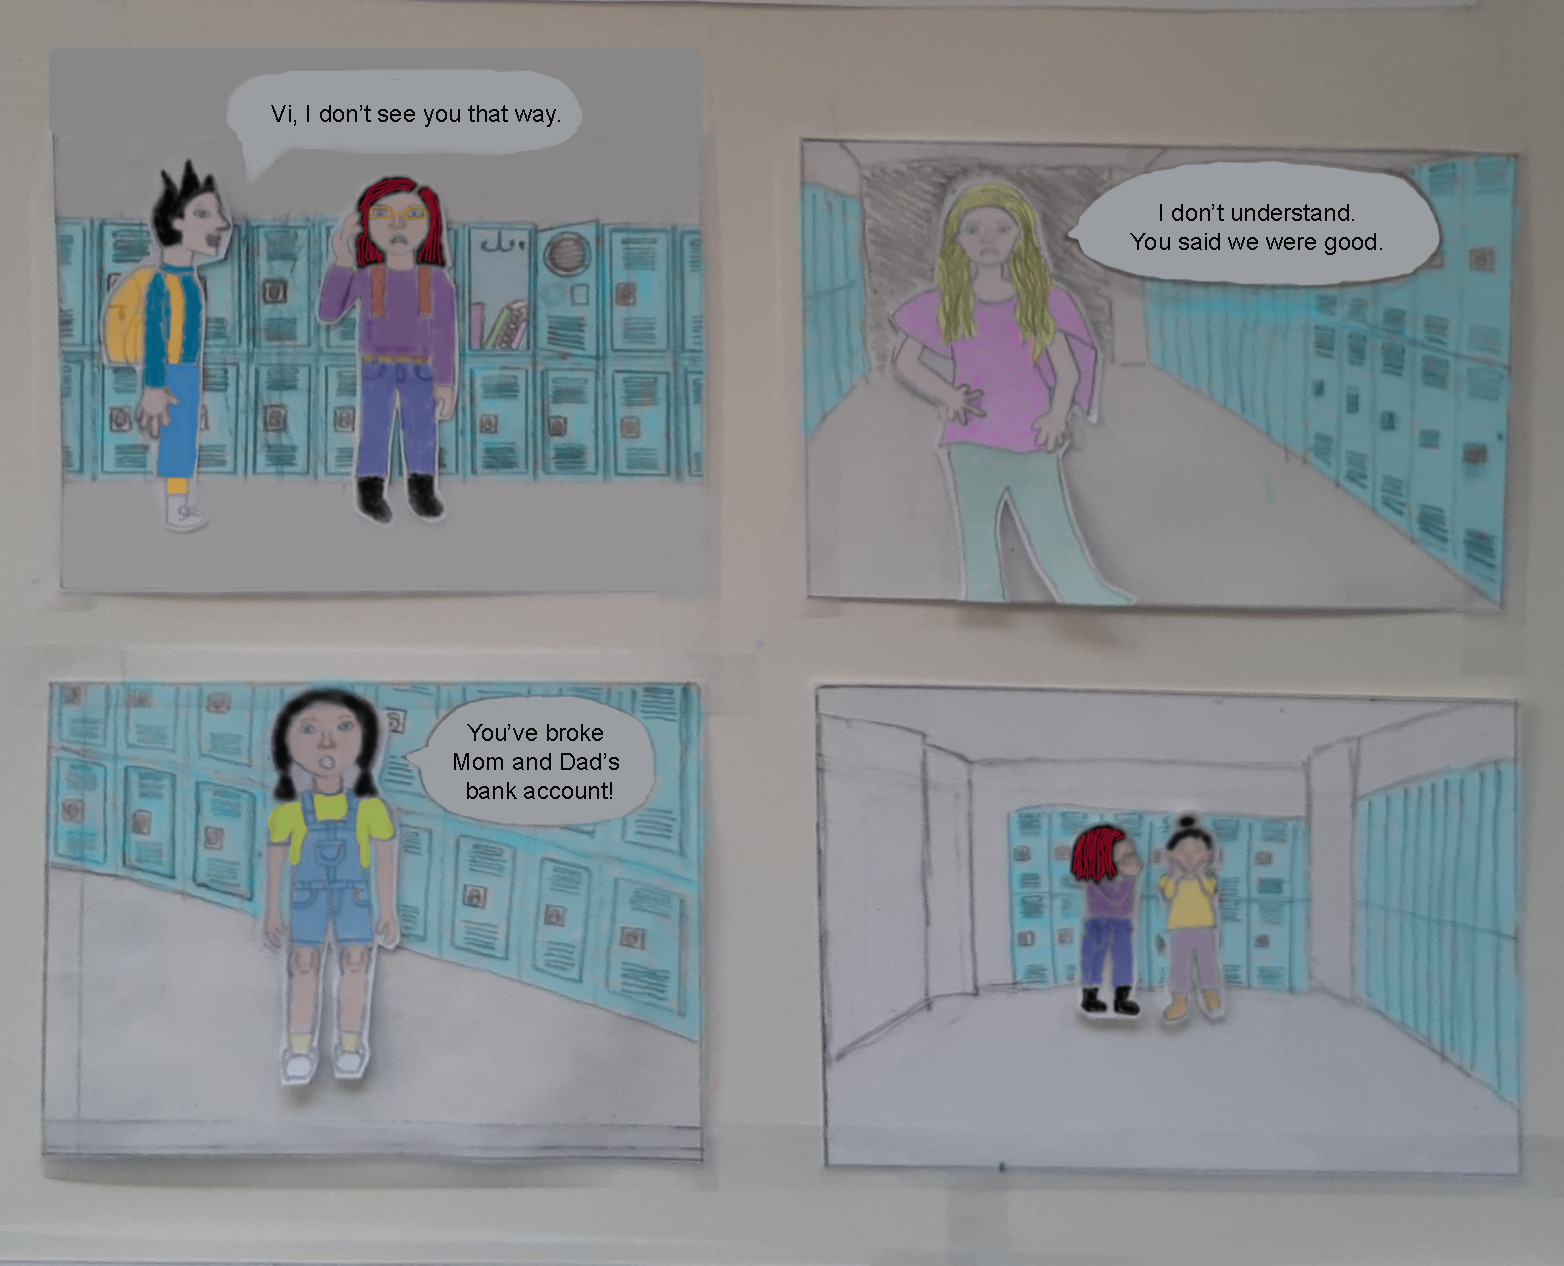 Vi, I don't see you that way.
I don't understand.
You said we were good.
You've broke
Mom and Dad's
bank account!